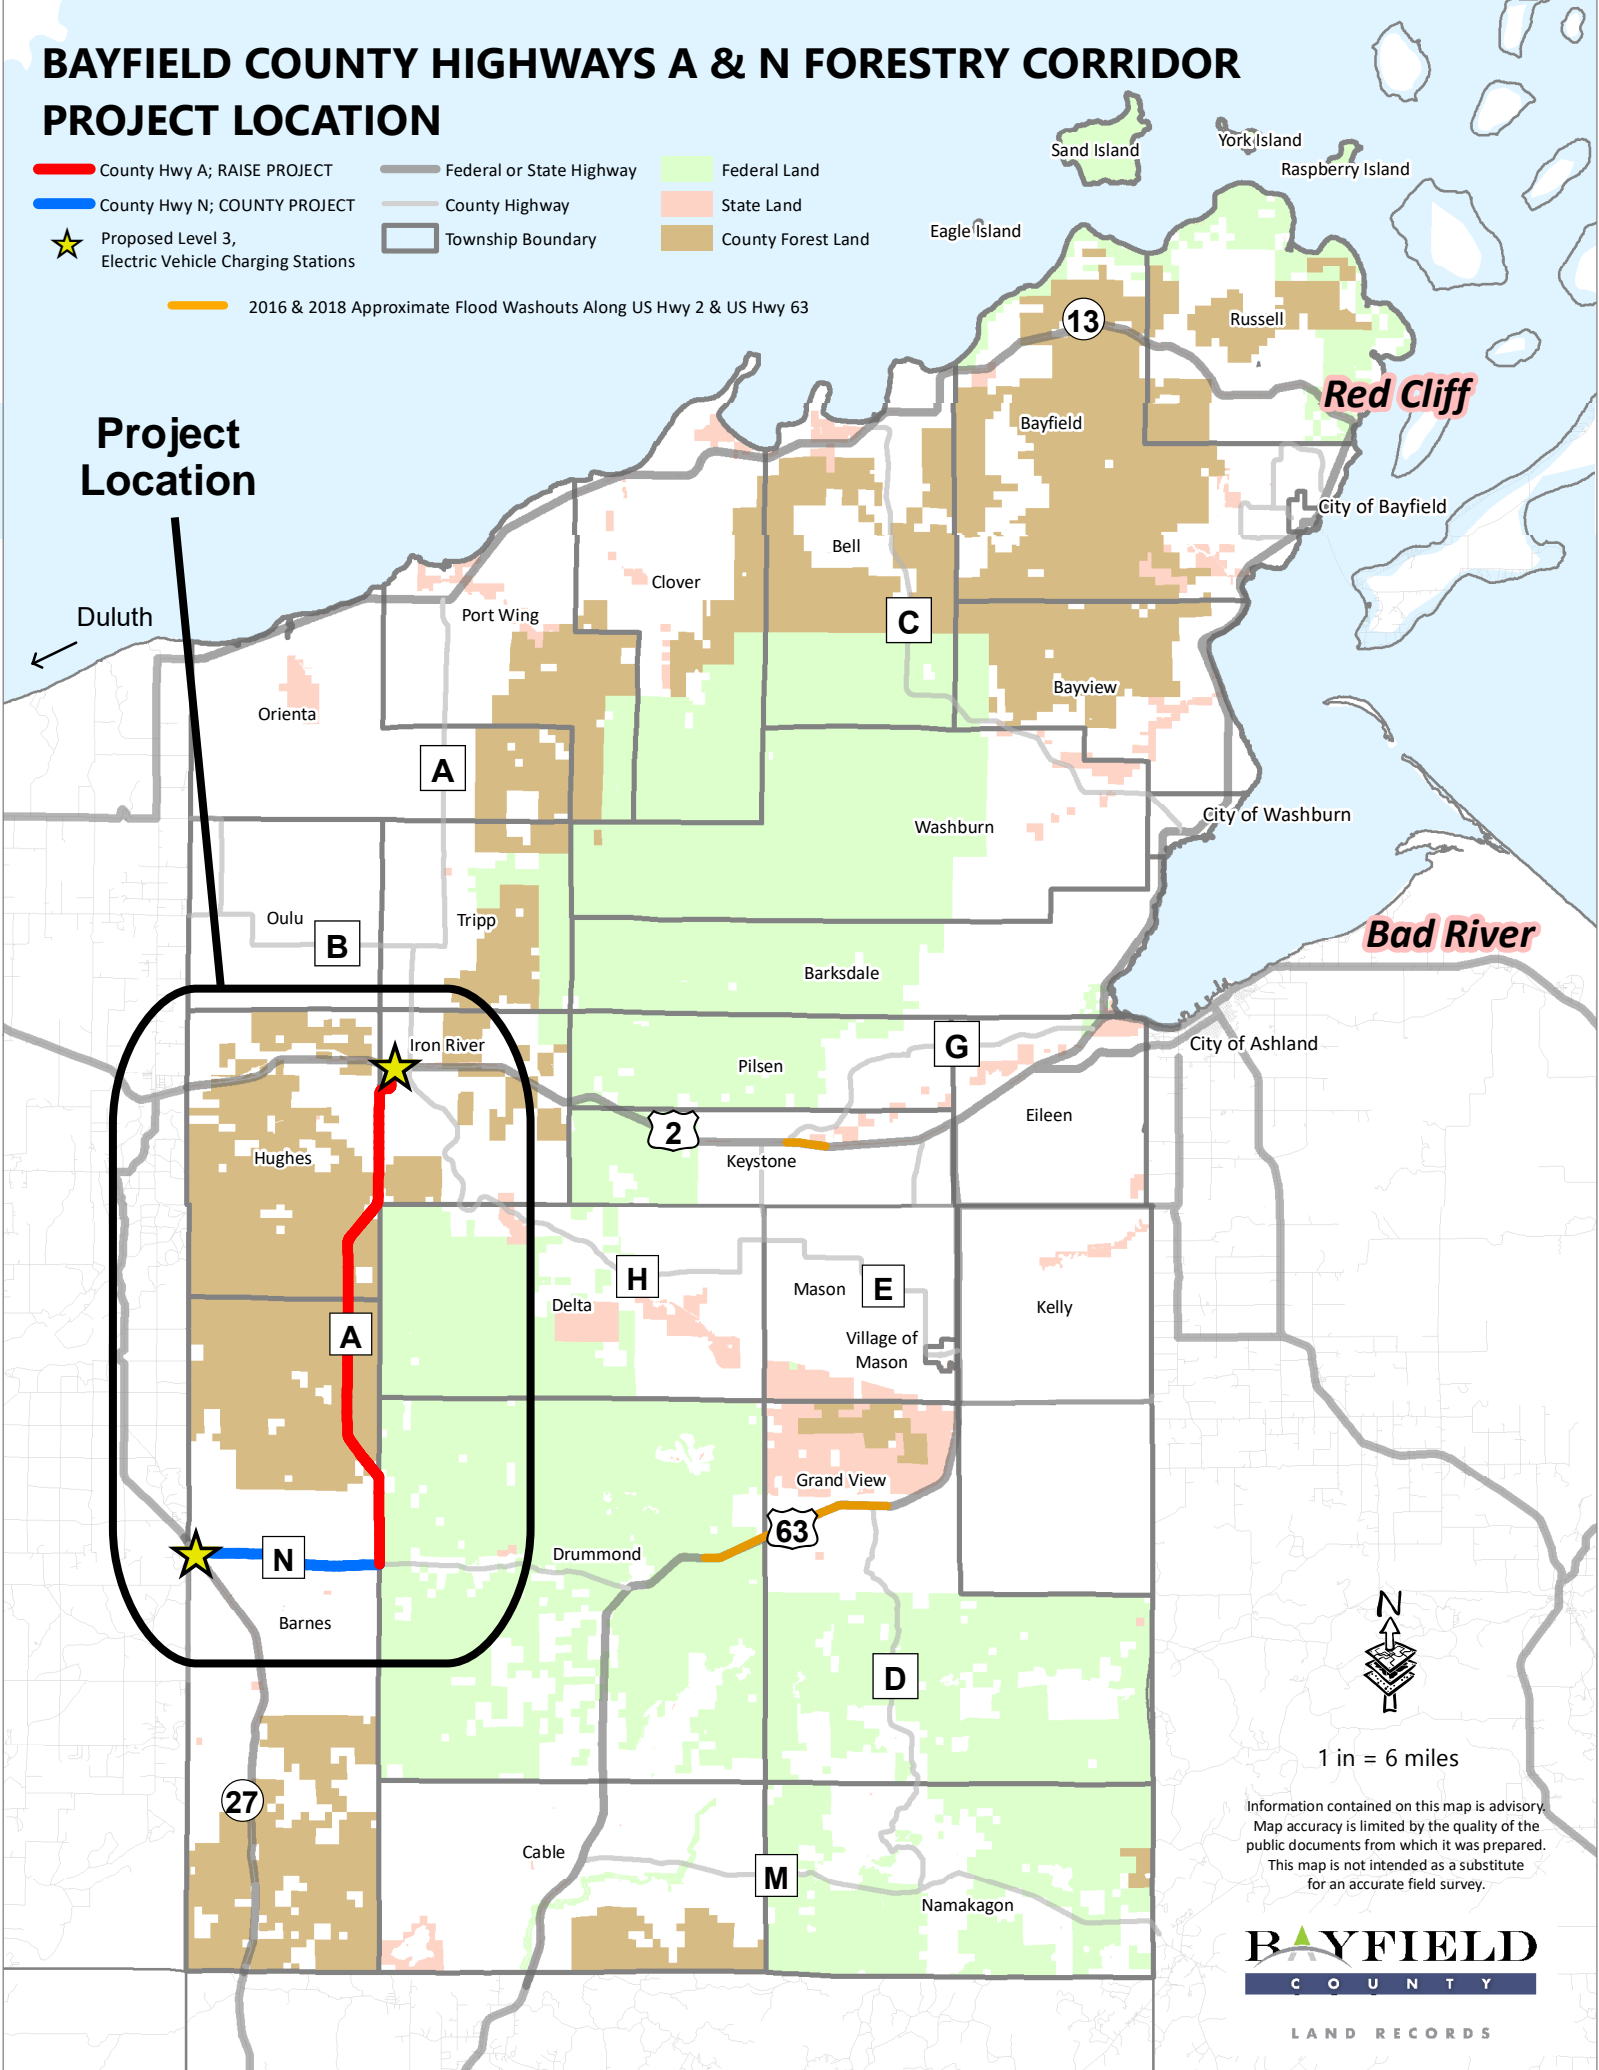 BAYFIELD COUNTY HIGHWAYS A & N FORESTRY CORRIDOR
PROJECT LOCATION
County Hwy A; RAISE PROJECT
County Hwy N; COUNTY PROJECT
Proposed Level 3,
Electric Vehicle Charging Stations
Federal or State Highway
County Highway
Township Boundary
Federal Land
State Land
County Forest Land
2016 & 2018 Approximate Flood Washouts Along US Hwy 2 & US Hwy 63
Sand Island
York Island
Raspberry Island
Eagle Island
13
Russell
Red Cliff
Bayfield
Project
Location
City of Bayfield
Bell
Clover
Port Wing
Duluth
C
Bayview
Orienta
A
City of Washburn
Washburn
Oulu
B
Tripp
Bad River
Barksdale
Iron River
G
City of Ashland
Pilsen
Eileen
2
Keystone
Hughes
H
Mason
E
Delta
Kelly
A
Village of
Mason
Grand View
63
N
Drummond
Barnes
N
D
1 in = 6 miles
27
Information contained on this map is advisory.
Map accuracy is limited by the quality of the
public documents from which it was prepared.
This map is not intended as a substitute
for an accurate field survey.
Cable
M
Namakagon
BAYFIELD
COUNTY
LAND RECORDS